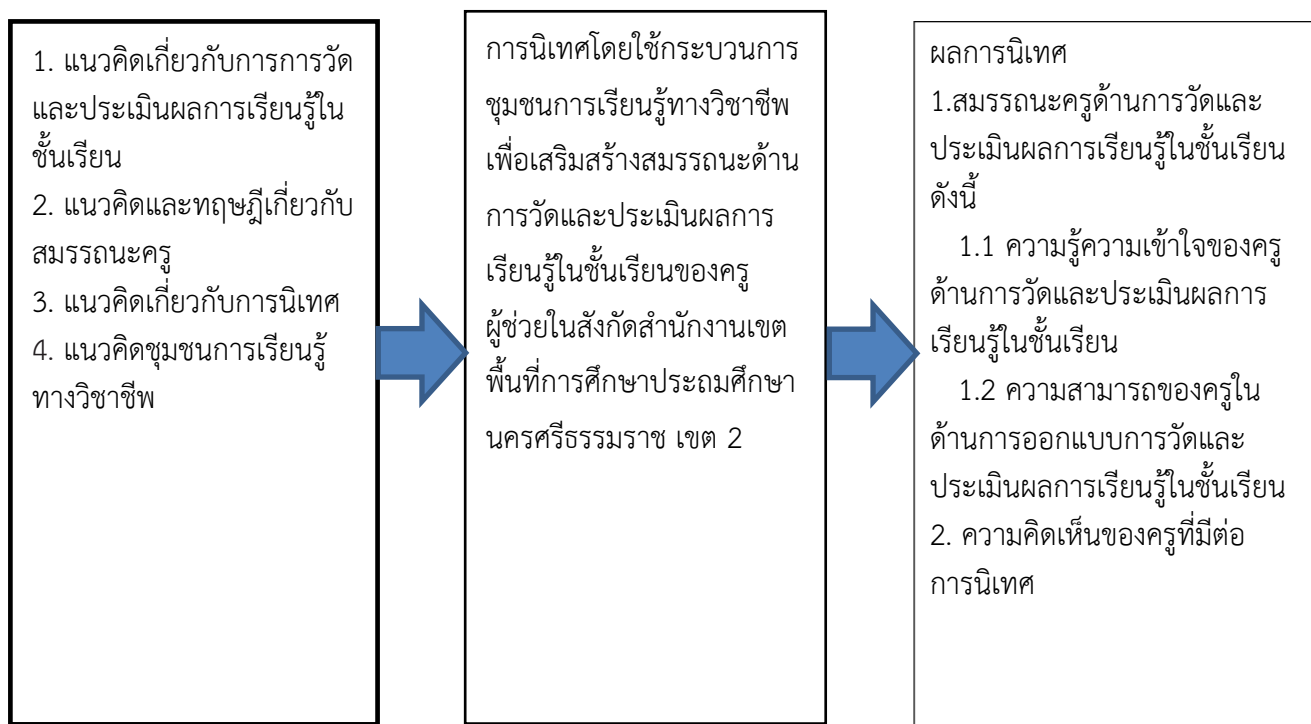 1. แนวคิดเกี่ยวกับการการวัด
และประเมินผลการเรียนรู้ใน
ชั้นเรียน
2. แนวคิดและทฤษฎีเกี่ยวกับ
สมรรถนะครู
3. แนวคิดเกี่ยวกับการนิเทศ
4. แนวคิดชุมชนการเรียนรู้
ทางวิชาชีพ
การนิเทศโดยใช้กระบวนการ
ชุมชนการเรียนรู้ทางวิชาชีพ
เพื่อเสริมสร้างสมรรถนะด้าน
การวัดและประเมินผลการ
เรียนรู้ในชั้นเรียนของครู
ผู้ช่วยในสังกัดสำนักงานเขต
พื้นที่การศึกษาประถมศึกษา
นครศรีธรรมราช เขต 2
ผลการนิเทศ
1.สมรรถนะครูด้านการวัดและ
ประเมินผลการเรียนรู้ในชั้นเรียน
ดังนี้
1.1 ความรู้ความเข้าใจของครู
ด้านการวัดและประเมินผลการ
เรียนรู้ในชั้นเรียน
1.2 ความสามารถของครูใน
ด้านการออกแบบการวัดและ
ประเมินผลการเรียนรู้ในชั้นเรียน
2. ความคิดเห็นของครูที่มีต่อ
การนิเทศ